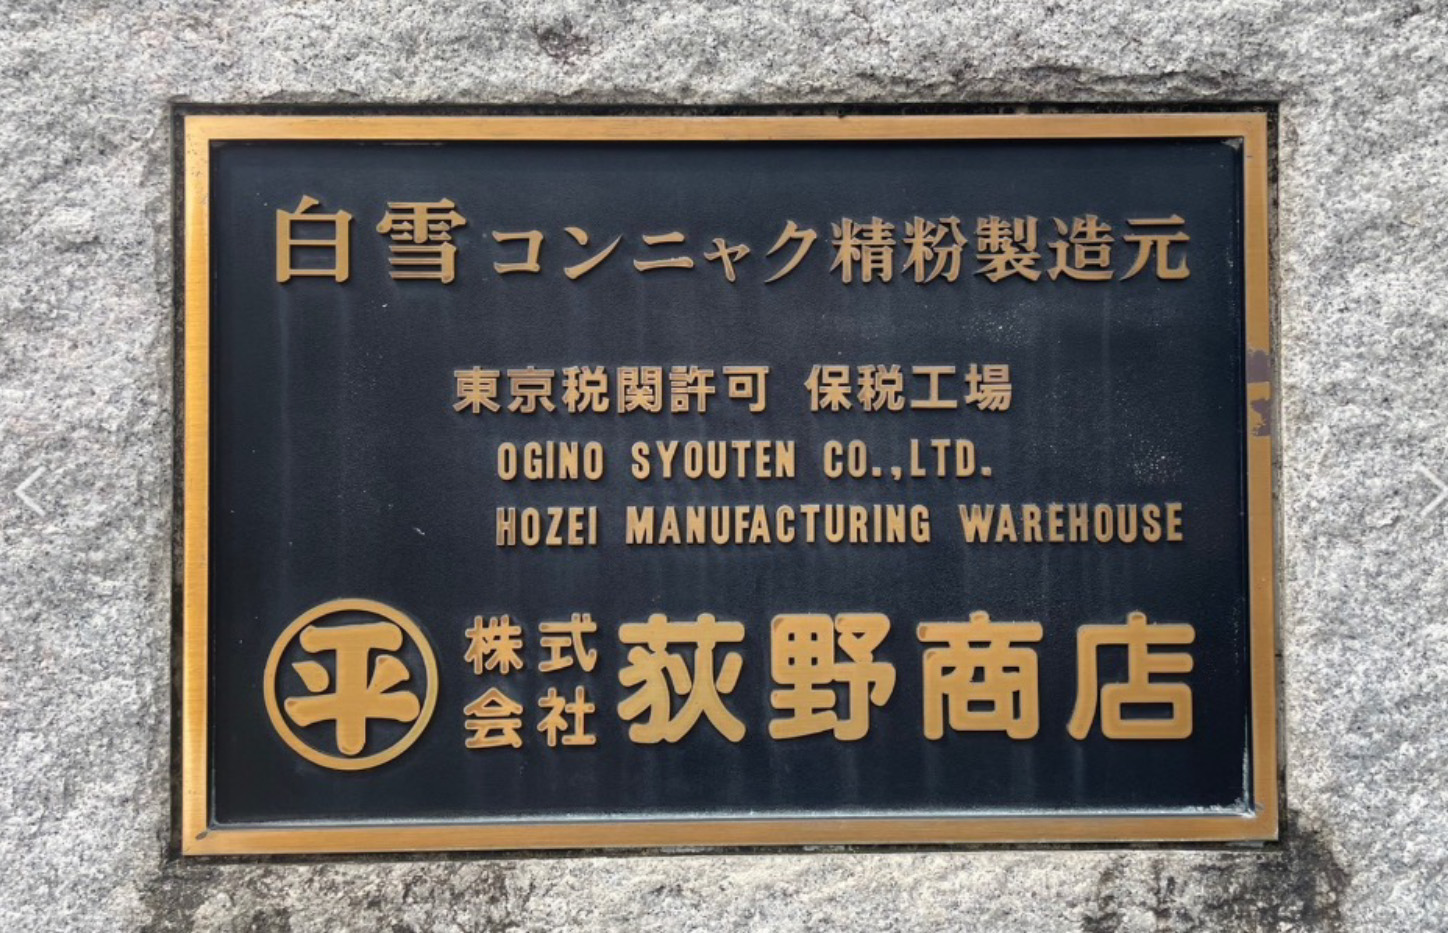 白雪コンニャク精粉製造元
東京税関許可 保税工場
OGINO SYOUTEN CO.,LTD.
HOZEI MANUFACTURING WAREHOUSE
平 株式会社 荻野商店